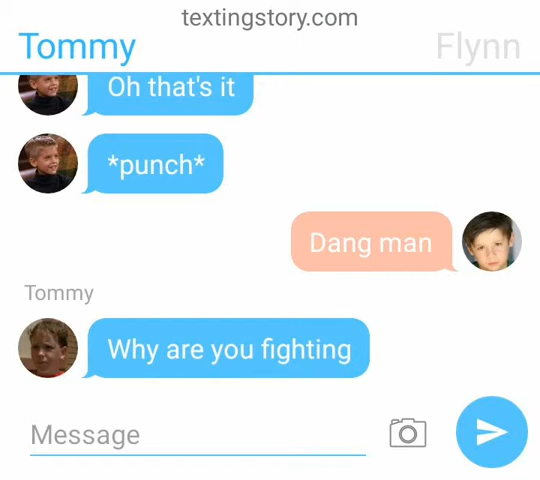 textingstory.com
Tommy Flynn
Oh that's it
*punch*
Dang man
Tommy
Why are you fighting
Message